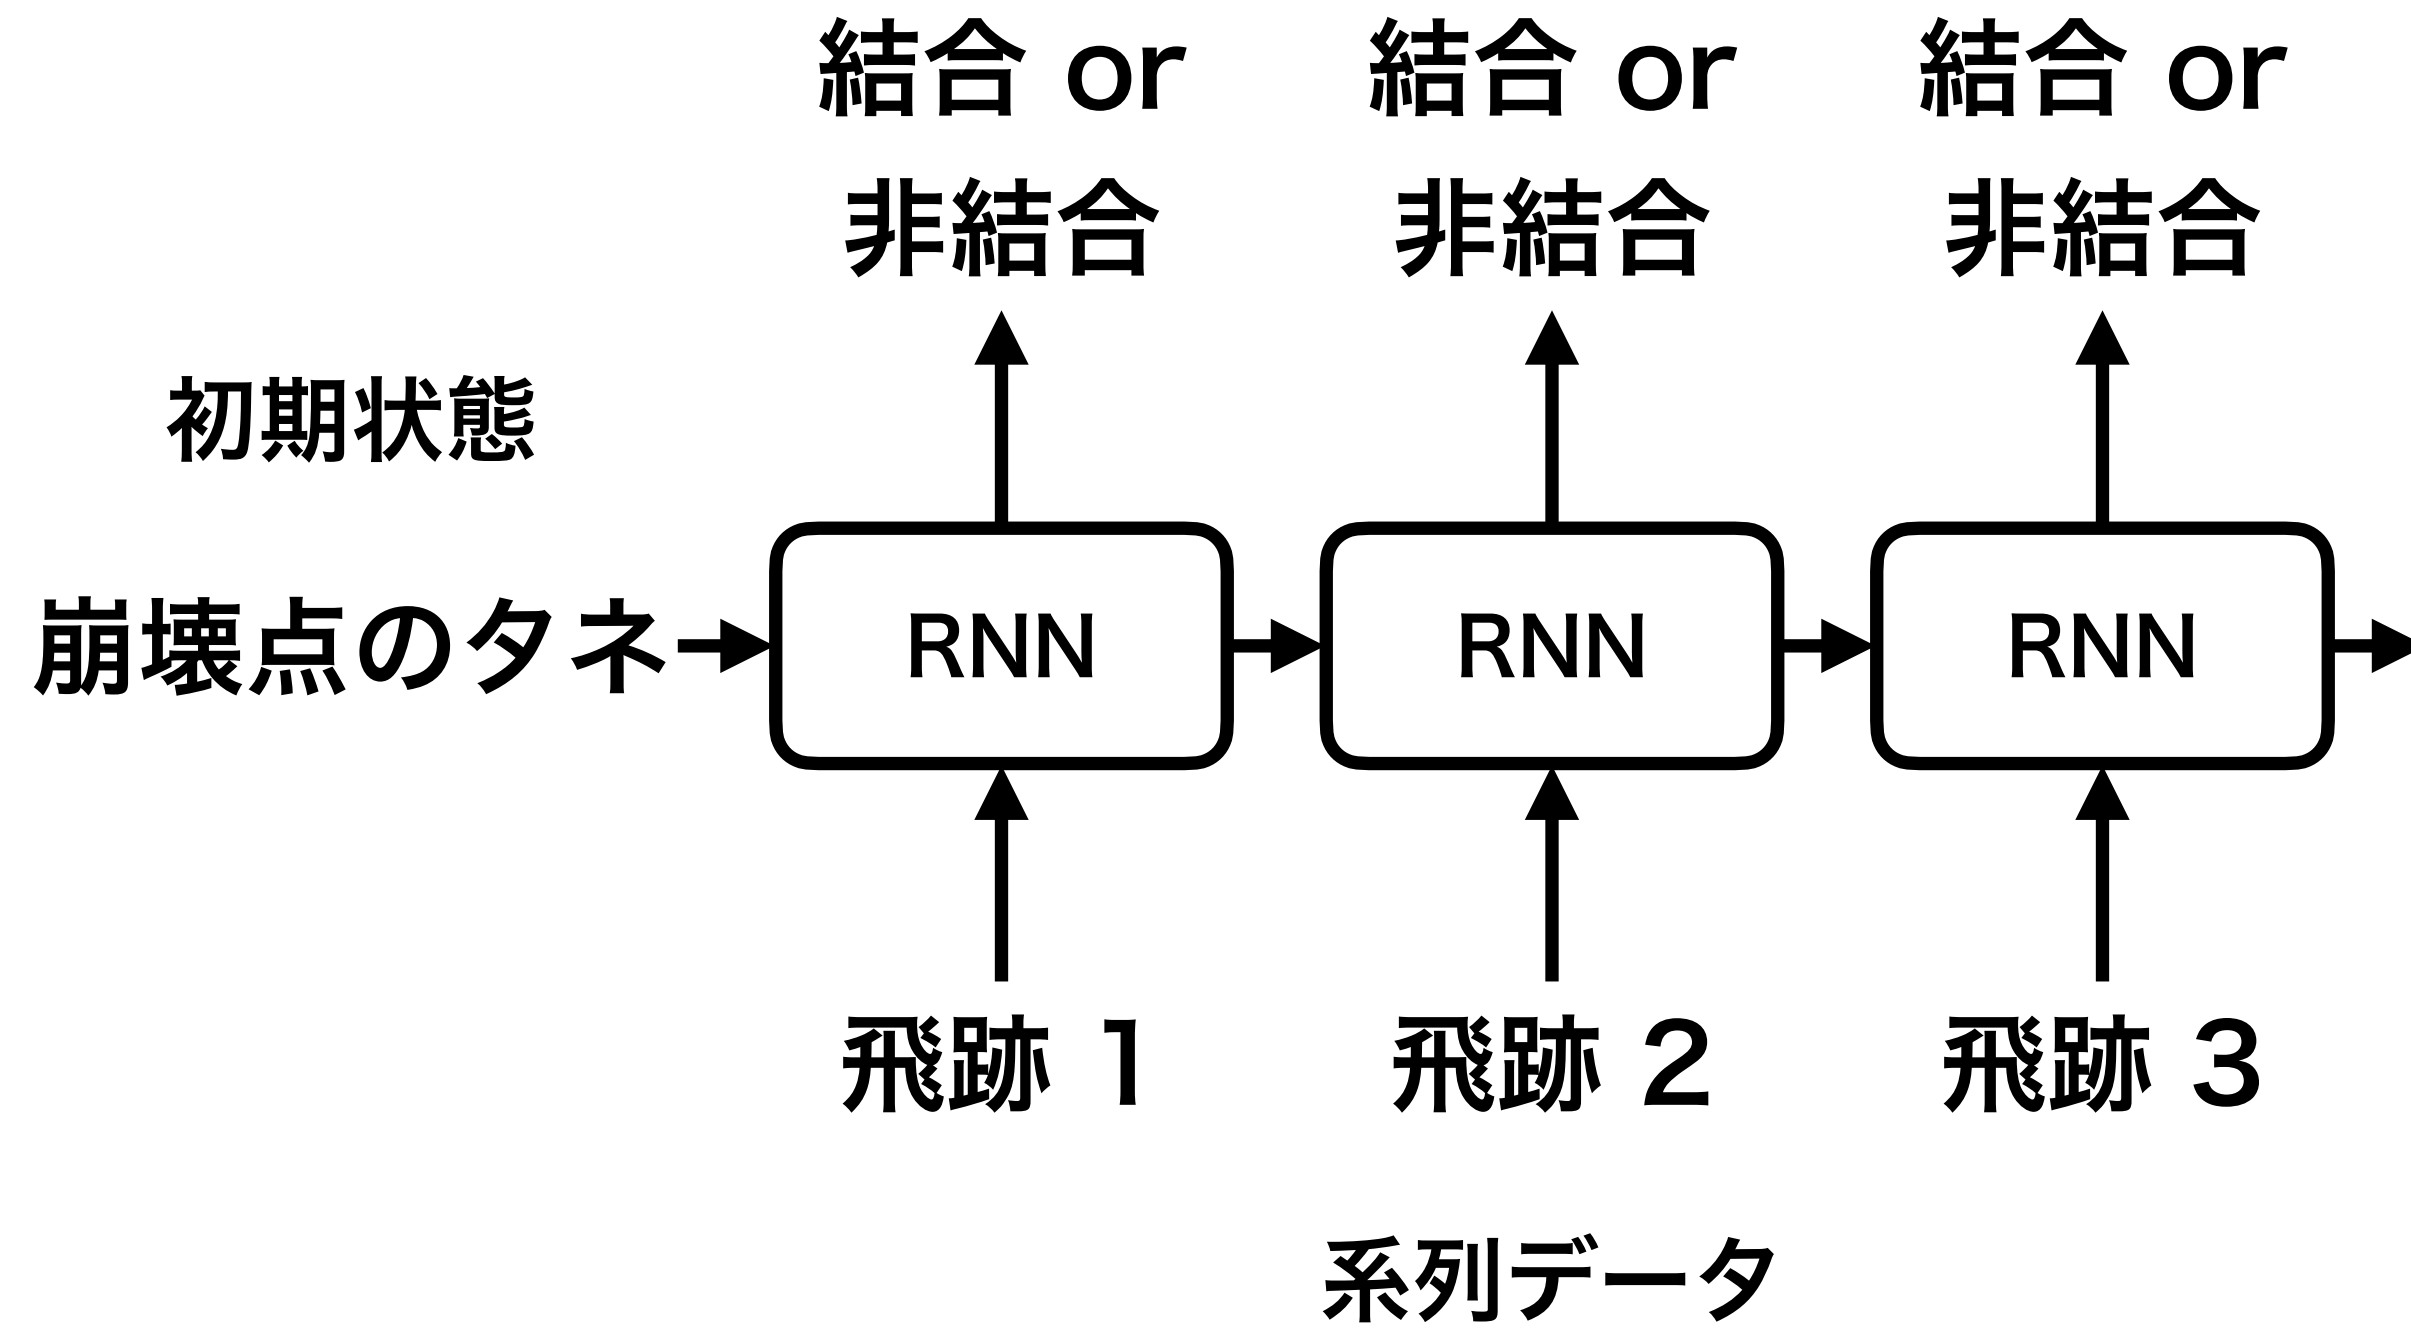 結合 or
非結合
結合 or
非結合
結合 or
非結合
初期状態
崩壊点のタネ
RNN
RNN
RNN
飛跡 1
飛跡 2
飛跡 3
系列データ